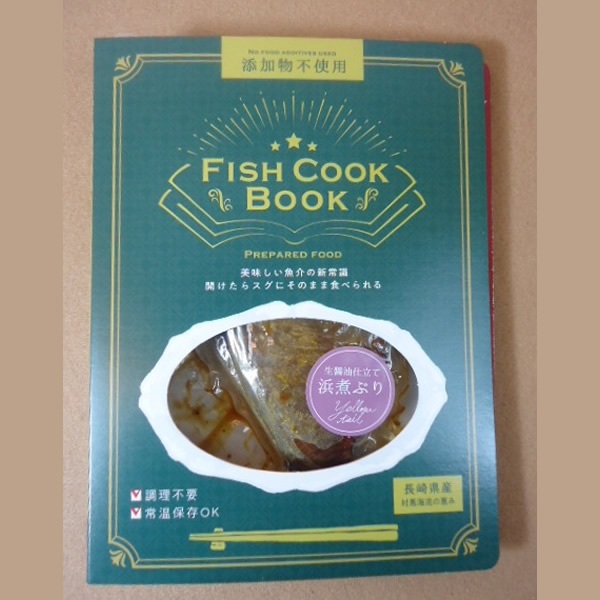 NO FOOD ADDITIVES USED
添加物不使用
FISH COOK
BOOK
PREPARED FOOD
美味しい魚介の新常識
開けたらスグにそのまま食べられる
生醤油仕立て
浜煮ぶり
Yellow
tail
調理不要
常温保存OK
長崎県産
対馬海流の恵み